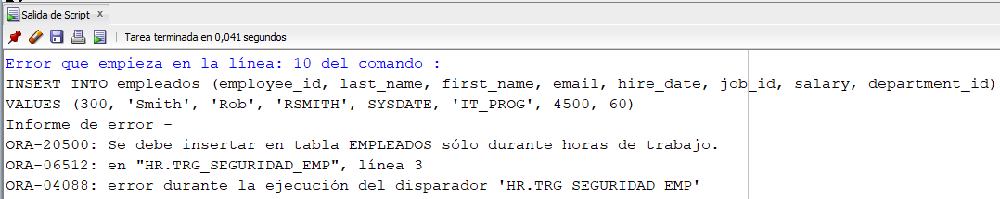 Salida de Script x
Tarea terminada en 0,041 segundos
Error que empieza en la línea: 10 del comando :
INSERT INTO empleados (employee_id, last_name, first_name, email, hire_date, job_id, salary, department_id)
VALUES (300, 'Smith', 'Rob', 'RSMITH', SYSDATE, 'IT_PROG', 4500, 60)
Informe de error -
ORA-20500: Se debe insertar en tabla EMPLEADOS sólo durante horas de trabajo.
ORA-06512: en "HR.TRG_SEGURIDAD_EMP", línea 3
ORA-04088: error durante la ejecución del disparador 'HR.TRG_SEGURIDAD_EMP'